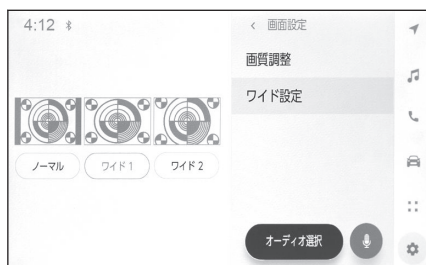 4:12
ノーマル
ワイド 1
ワイド 2
< 画面設定
画質調整
ワイド設定
オーディオ選択